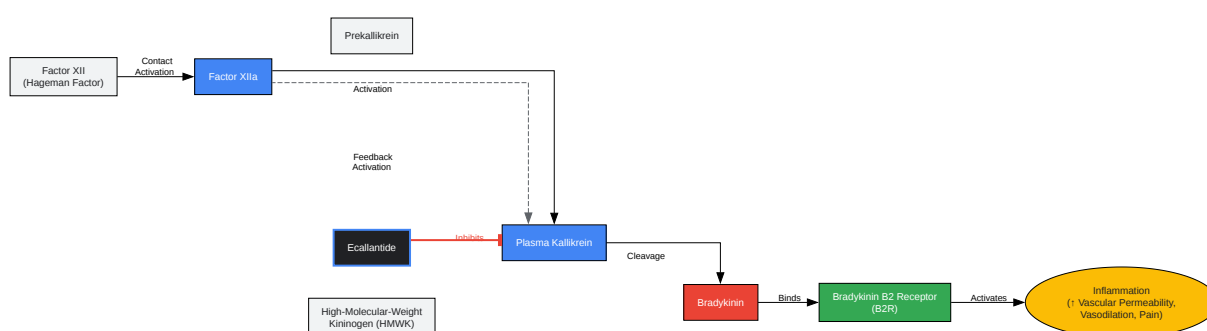 Prekallikrein
Contact
Activation
Factor XII
(Hageman Factor)
Factor XIIa
Activation
Feedback
Activation
Ecallantide
Inhibits
Plasma Kallikrein
Cleavage
High-Molecular-Weight
Kininogen (HMWK)
Bradykinin
Binds
Bradykinin B2 Receptor
(B2R)
Activates
Inflammation
(↑ Vascular Permeability,
Vasodilation, Pain)